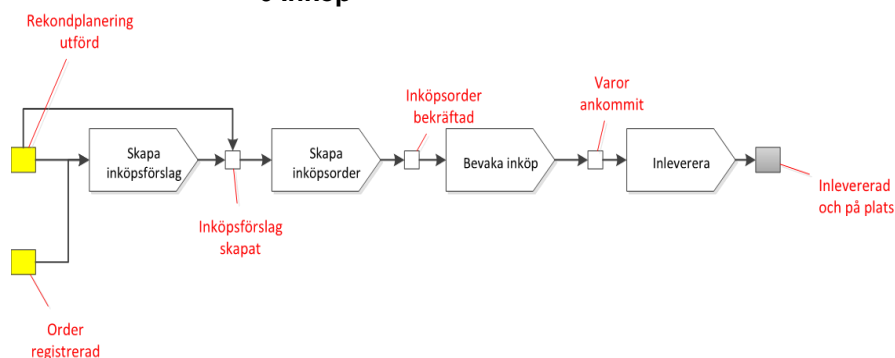 Inköp
Rekondplanering
utförd
Skapa
inköpsförslag
Inköpsförslag
skapat
Skapa
inköpsorder
Inköpsorder
bekräftad
Bevaka inköp
Varor
ankommit
Inleverera
Inlevererad
och på plats
Order
registrerad